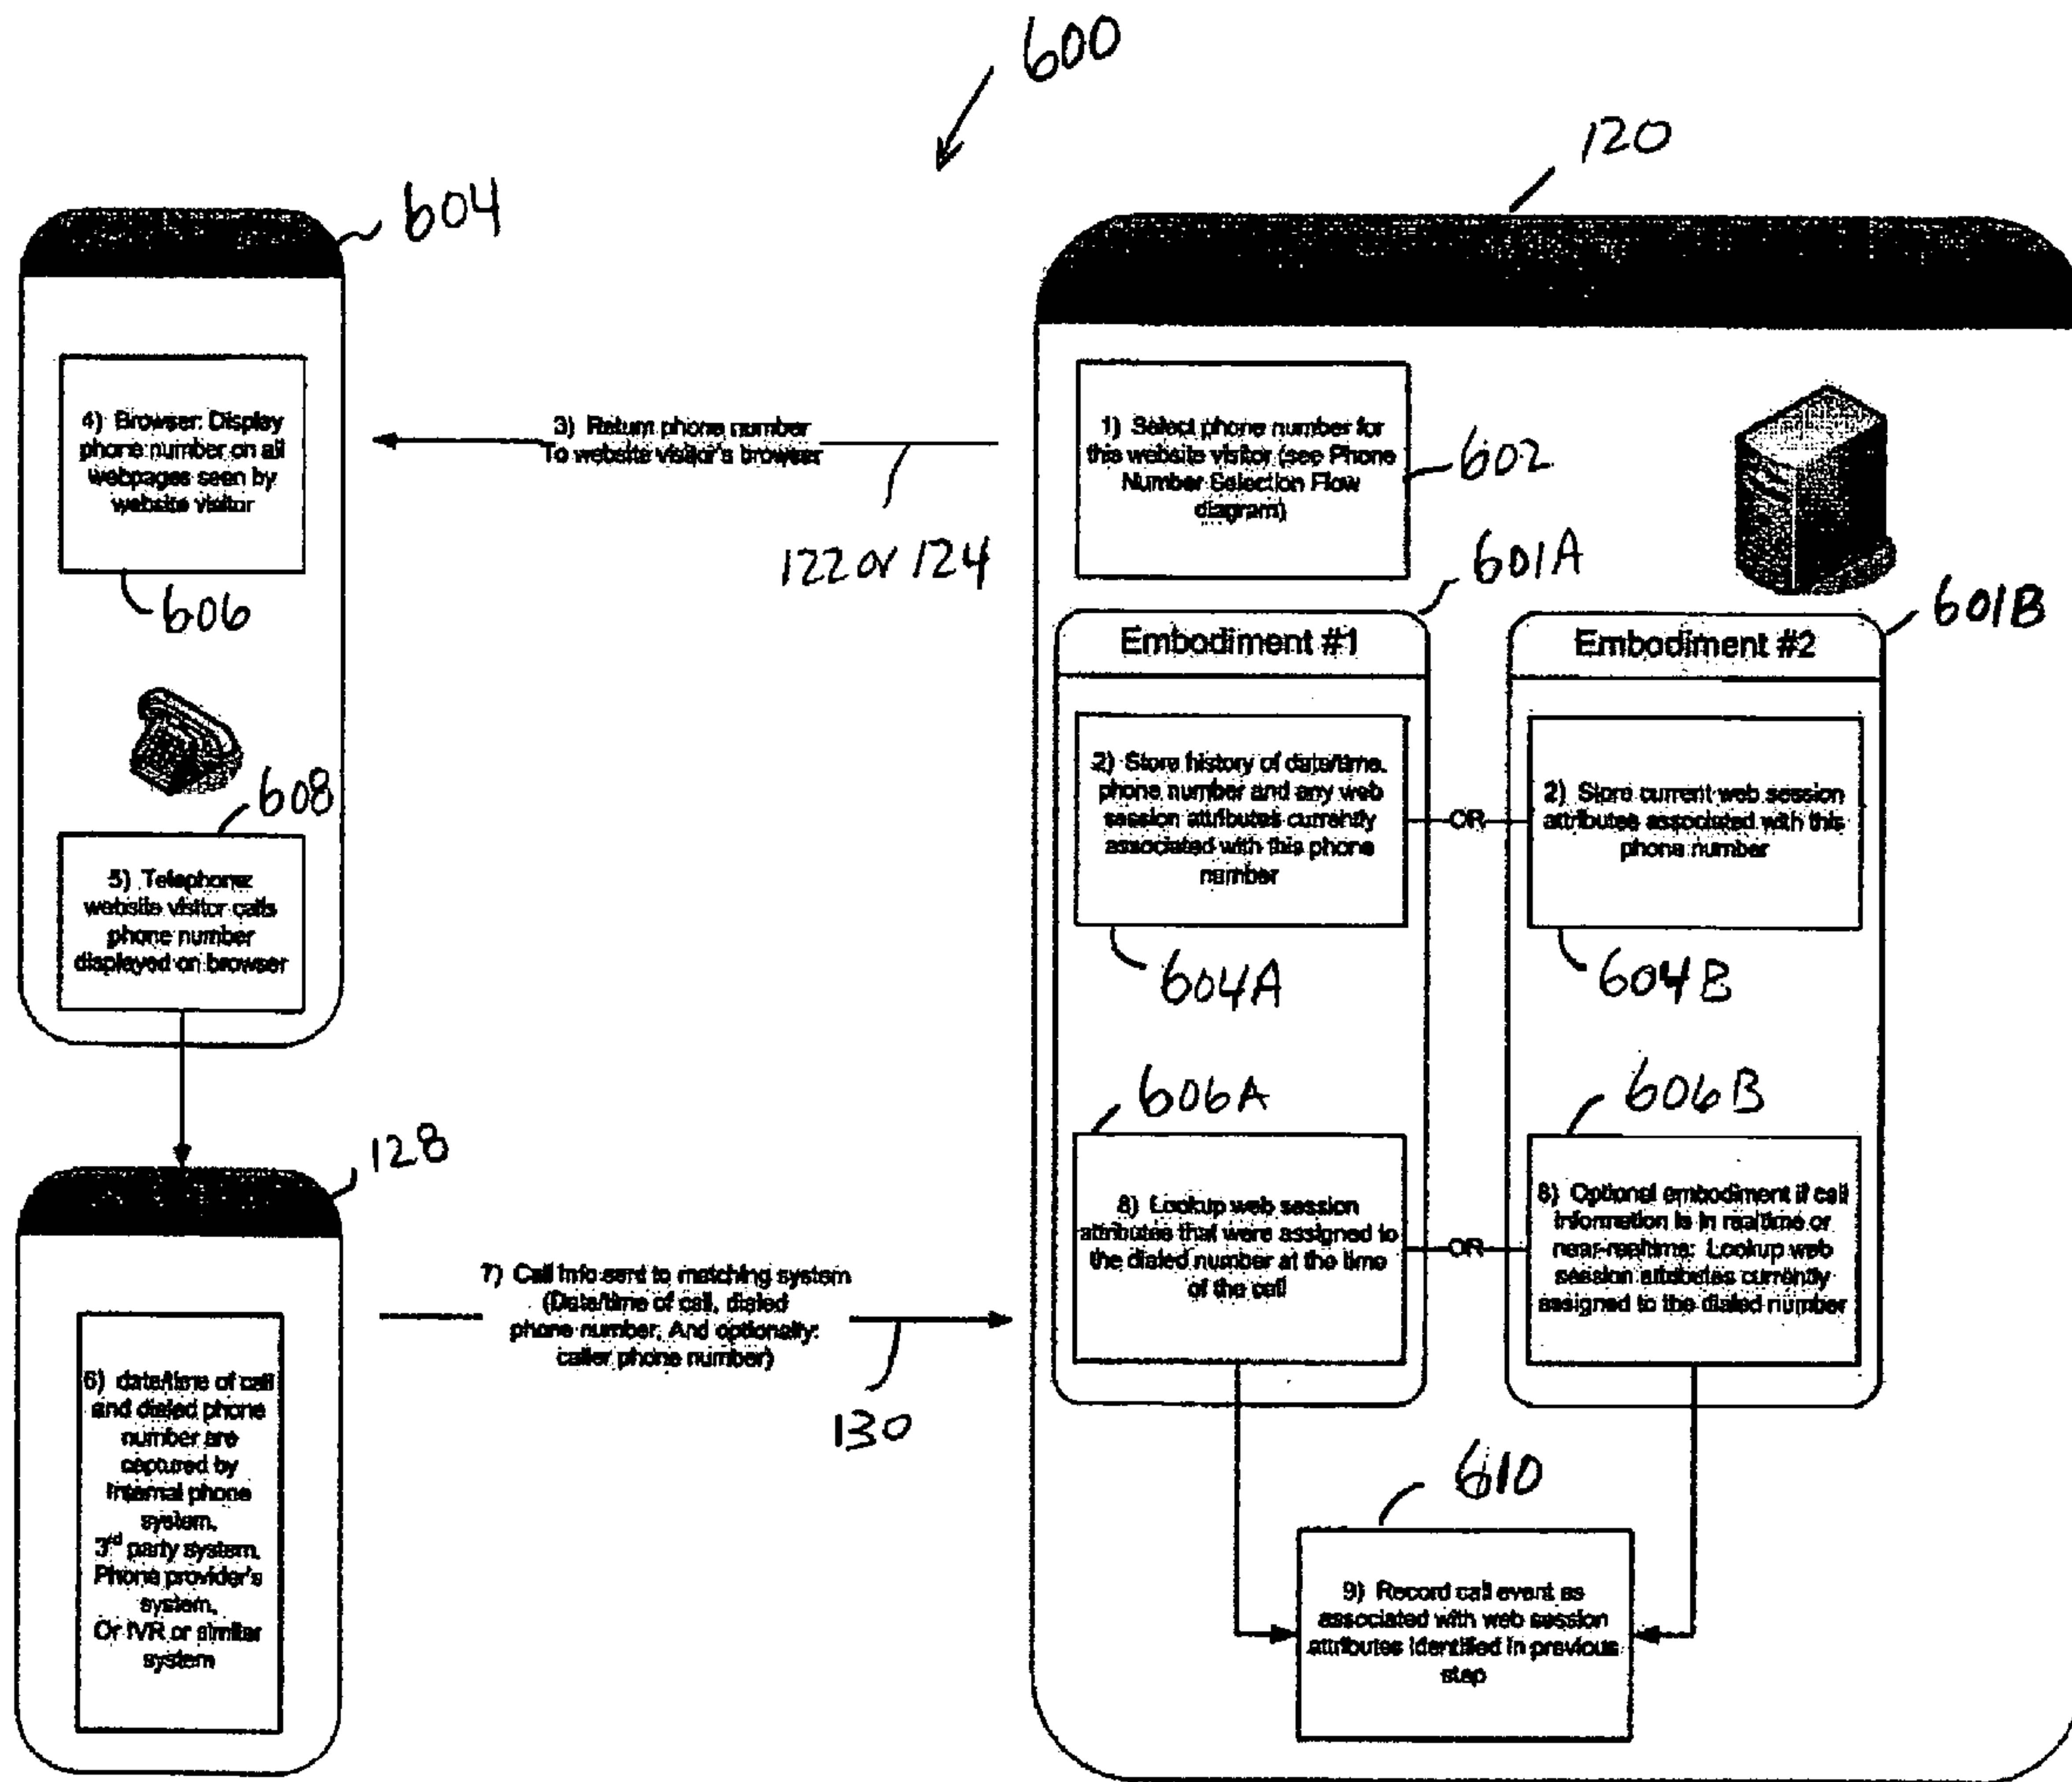 600
120
604
4) Browser: Display
phone number on all
webpages seen by
website visitor
606
3) Return phone number
To website visitor's browser
122 or 124
1) Select phone number for
this website visitor (see Phone
Number Selection Flow
diagram)
602
601A
601B
Embodiment #1
Embodiment #2
2) Store history of date/time,
phone number and any web
session attributes currently
associated with this phone
number
OR
2) Store current web session
attributes associated with this
phone number
604A
604B
608
5) Telephone:
website visitor calls
phone number
displayed on browser
128
606A
606B
8) Lookup web session
attributes that were assigned to
the dialed number at the time
of the call
OR
8) Optional embodiment if call
information is in realtime or
near-realtime: Lookup web
session attributes currently
assigned to the dialed number
7) Call Info sent to matching system
(Date/time of call, dialed
phone number, And optionally:
caller phone number)
130
6) date/time of call
and dialed phone
number are
captured by
Internal phone
system,
3rd party system,
Phone provider's
system,
Or IVR or similar
system
610
9) Record call event as
associated with web session
attributes identified in previous
step